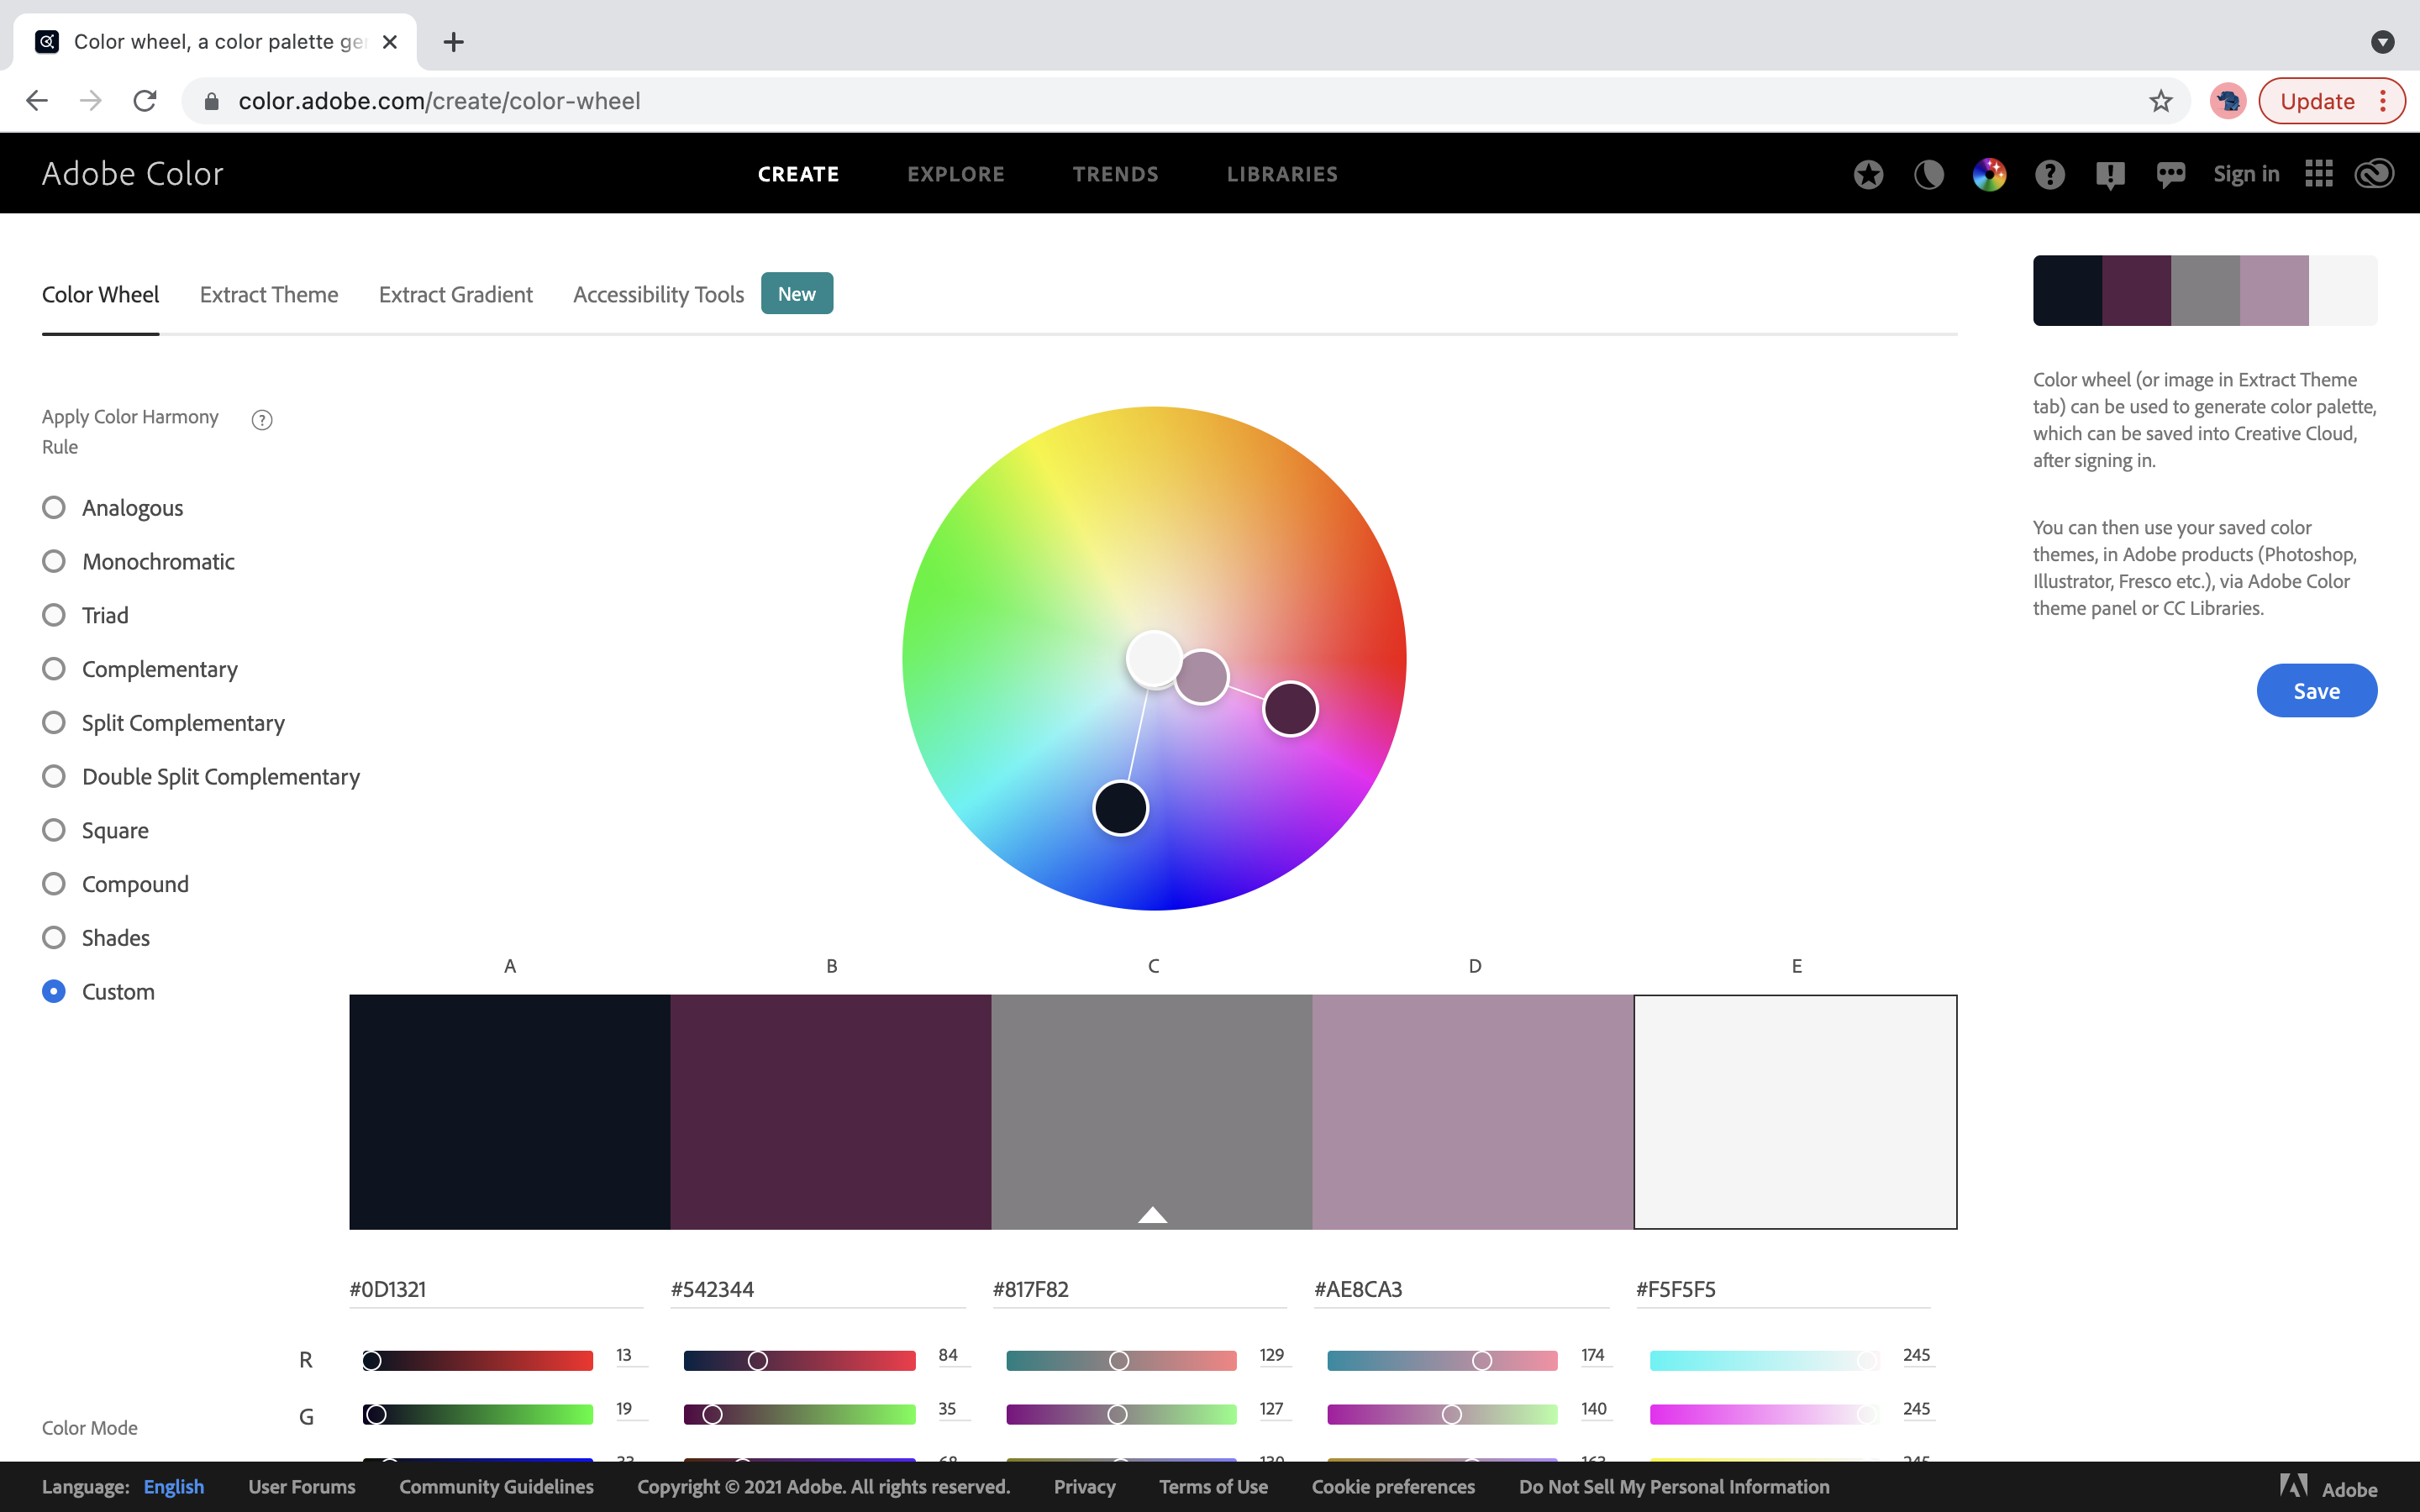 Color wheel, a color palette ge
color.adobe.com/create/color-wheel
Update
Adobe Color
CREATE
EXPLORE
TRENDS
LIBRARIES
Sign in
Color Wheel
Extract Theme
Extract Gradient
Accessibility Tools
New
Color wheel (or image in Extract Theme
tab) can be used to generate color palette,
which can be saved into Creative Cloud,
after signing in.
You can then use your saved color
themes, in Adobe products (Photoshop,
Illustrator, Fresco etc.), via Adobe Color
theme panel or CC Libraries.
Save
Apply Color Harmony
Rule
Analogous
Monochromatic
Triad
Complementary
Split Complementary
Double Split Complementary
Square
Compound
Shades
Custom
A
B
C
D
E
#0D1321
#542344
#817F82
#AE8CA3
#F5F5F5
R
13
84
129
174
245
G
19
35
127
140
245
Color Mode
Language: English
User Forums
Community Guidelines
Copyright © 2021 Adobe. All rights reserved.
Privacy
Terms of Use
Cookie preferences
Do Not Sell My Personal Information
Adobe